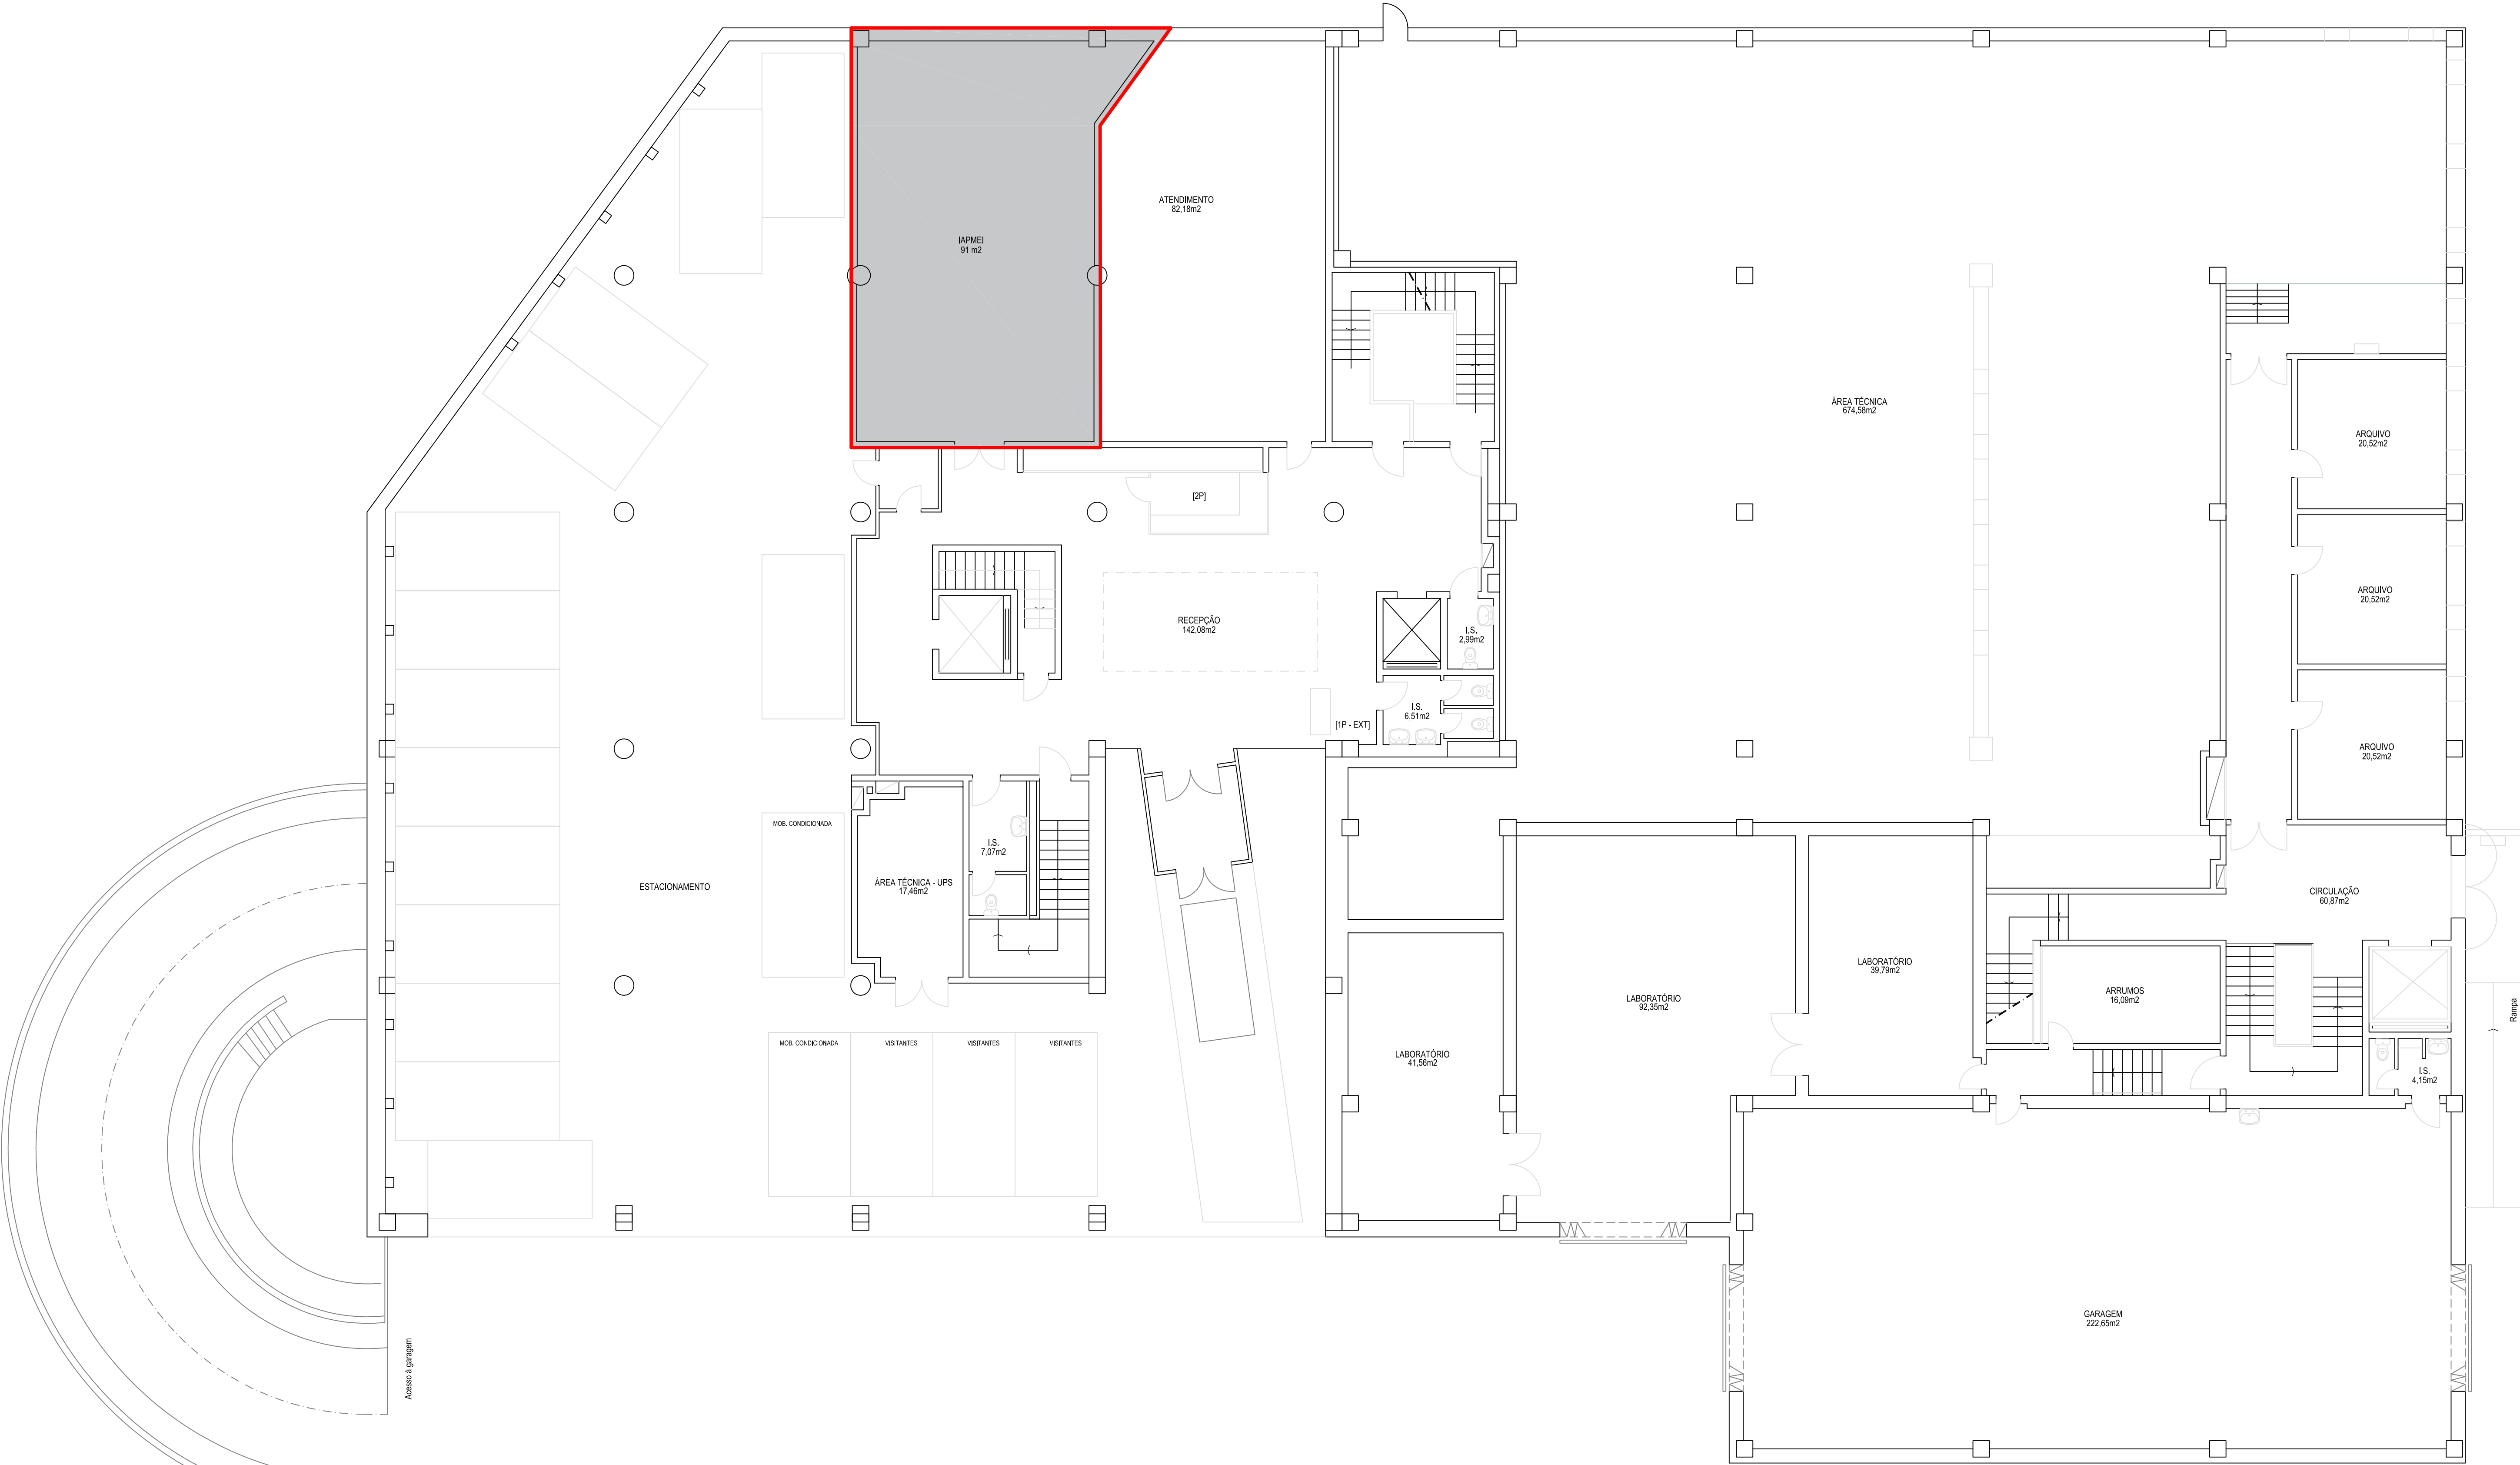 ATENDIMENTO
82,18m2
IAPMEI
91 m2
ÁREA TÉCNICA
674,58m2
ARQUIVO
20,52m2
[2P]
ARQUIVO
20,52m2
RECEPÇÃO
142,08m2
I.S.
2,99m2
I.S.
6,51m2
[1P - EXT]
ARQUIVO
20,52m2
MOB. CONDICIONADA
I.S.
7,07m2
ÁREA TÉCNICA - UPS
17,46m2
ESTACIONAMENTO
CIRCULAÇÃO
60,87m2
LABORATÓRIO
39,79m2
LABORATÓRIO
92,35m2
ARRUMOS
16,09m2
Rampa
MOB. CONDICIONADA
VISITANTES
VISITANTES
VISITANTES
LABORATÓRIO
41,56m2
I.S.
4,15m2
GARAGEM
222,65m2
Acesso à garagem